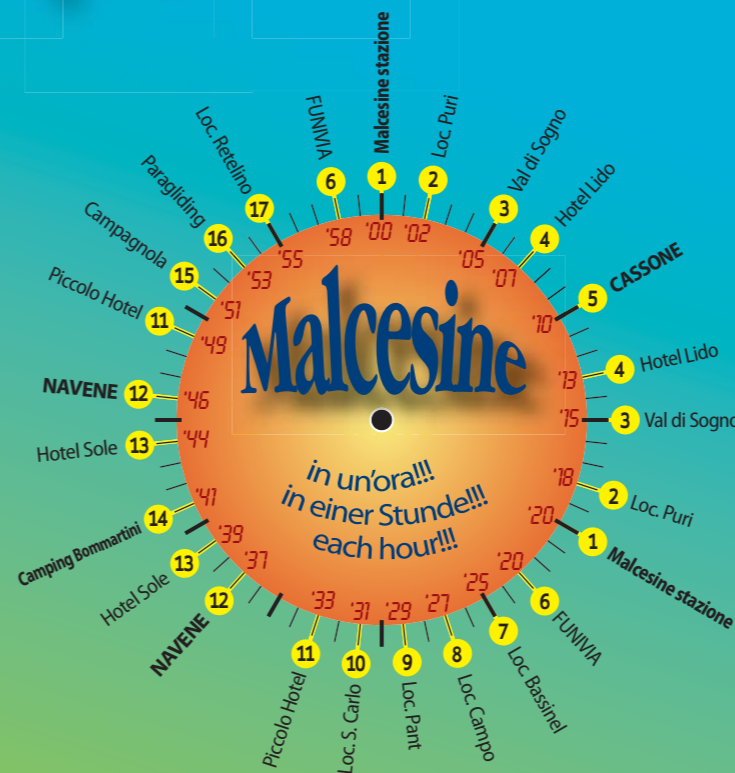 Malcesine stazione 1 '00
Loc. Puri 2 '02
Val di Sogno 3 '05
Hotel Lido 4 '07
CASSONE 5 '10
Hotel Lido 4 '13
Val di Sogno 3 '15
Loc. Puri 2 '18
Malcesine stazione 1 '20
FUNIVIA 6 '20
Loc. Bassinel 7 '25
Loc. Campo 8 '27
Loc. Pant 9 '29
Loc. S. Carlo 10 '31
Piccolo Hotel 11 '33
NAVENE 12 '37
Hotel Sole 13 '39
Camping Bommartini 14 '41
Hotel Sole 13 '44
NAVENE 12 '46
Piccolo Hotel 11 '49
Campagnola 15 '51
Paragliding 16 '53
Loc. Retelino 17 '55
FUNIVIA 6 '58
Malcesine
in un'ora!!!
in einer Stunde!!!
each hour!!!